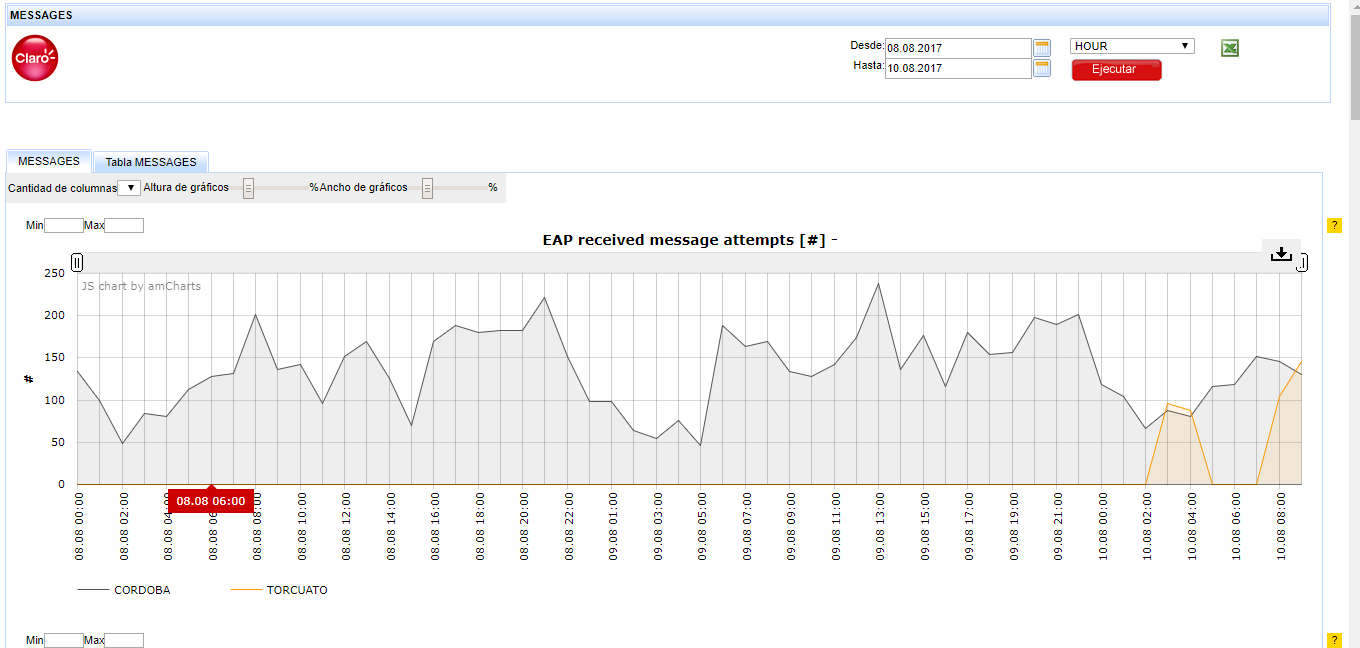 MESSAGES
Claro
Desde: 08.08.2017
HOUR
Hasta: 10.08.2017
Ejecutar
MESSAGES
Tabla MESSAGES
Cantidad de columnas Altura de gráficos % Ancho de gráficos %
Min Max
?
EAP received message attempts [#] -
JS chart by amCharts
250
200
150
100
50
0
#
08.08 00:00
08.08 02:00
08.08 04:00
08.08 06:00
08.08 08:00
08.08 10:00
08.08 12:00
08.08 14:00
08.08 16:00
08.08 18:00
08.08 20:00
08.08 22:00
09.08 01:00
09.08 03:00
09.08 05:00
09.08 07:00
09.08 09:00
09.08 11:00
09.08 13:00
09.08 15:00
09.08 17:00
09.08 19:00
09.08 21:00
10.08 00:00
10.08 02:00
10.08 04:00
10.08 06:00
10.08 08:00
08.08 06:00
CORDOBA
TORCUATO
Min Max
?